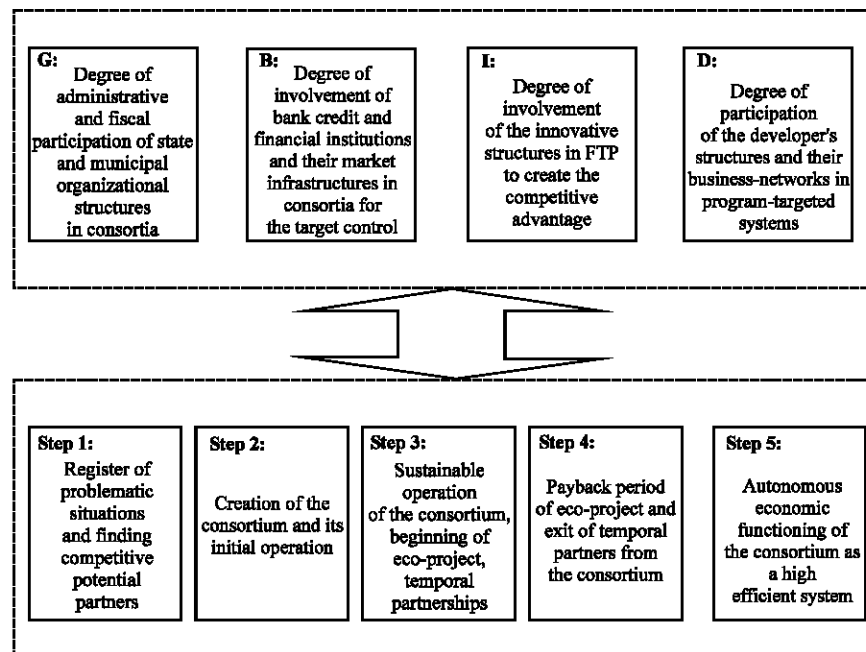 G:
Degree of
administrative
and fiscal
participation of state
and municipal
organizational
structures
in consortia
B:
Degree of
involvement of
bank credit and
financial institutions
and their market
infrastructures in
consortia for
the target control
I:
Degree of
involvement
of the innovative
structures in FTP
to create the
competitive
advantage
D:
Degree of
participation
of the developer's
structures and their
business-networks in
program-targeted
systems
Step 1:
Register of
problematic
situations
and finding
competitive
potential
partners
Step 2:
Creation of the
consortium and its
initial operation
Step 3:
Sustainable
operation
of the consortium,
beginning of
eco-project,
temporal
partnerships
Step 4:
Payback period
of eco-project and
exit of temporal
partners from
the consortium
Step 5:
Autonomous
economic
functioning of
the consortium as
a high
efficient system